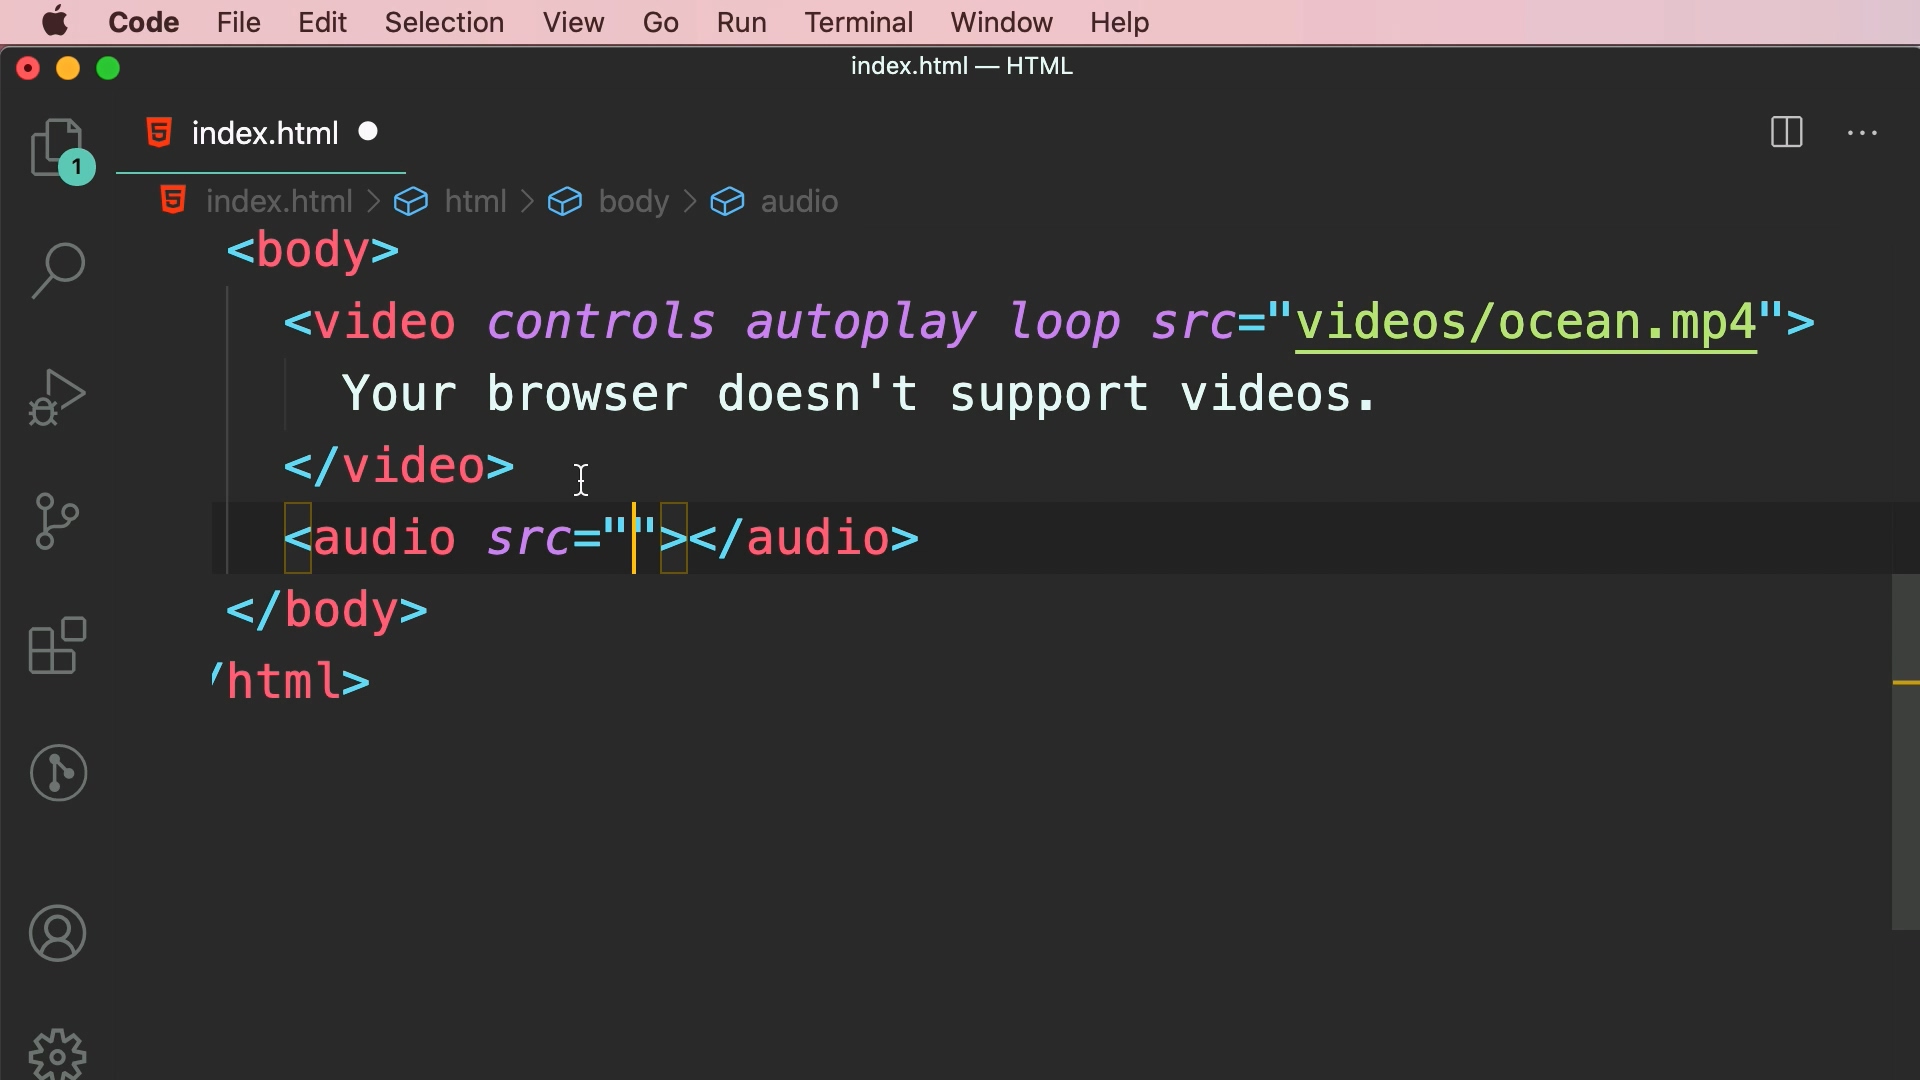 Code File Edit Selection View Go Run Terminal Window Help
index.html — HTML
index.html
1
index.html > html > body > audio
<body>
<video controls autoplay loop src="videos/ocean.mp4">
Your browser doesn't support videos.
</video>
<audio src=""></audio>
</body>
/html>